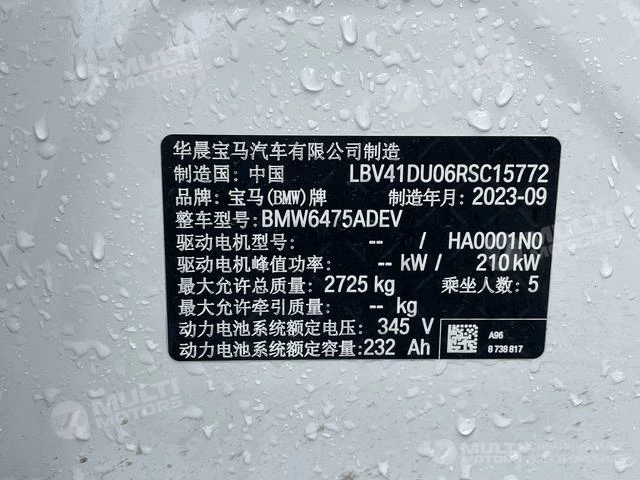 华晨宝马汽车有限公司制造
制造国: 中国 LBV41DU06RSC15772
品牌: 宝马(BMW)牌 制造年月: 2023-09
整车型号: BMW6475ADEV
驱动电机型号: -- / HA0001N0
驱动电机峰值功率: -- kW / 210 kW
最大允许总质量: 2725 kg 乘坐人数: 5
最大允许牵引质量: -- kg
动力电池系统额定电压: 345 V
动力电池系统额定容量: 232 Ah
A96
8 738 817
MULTI MOTORS
MULTI MOTORS